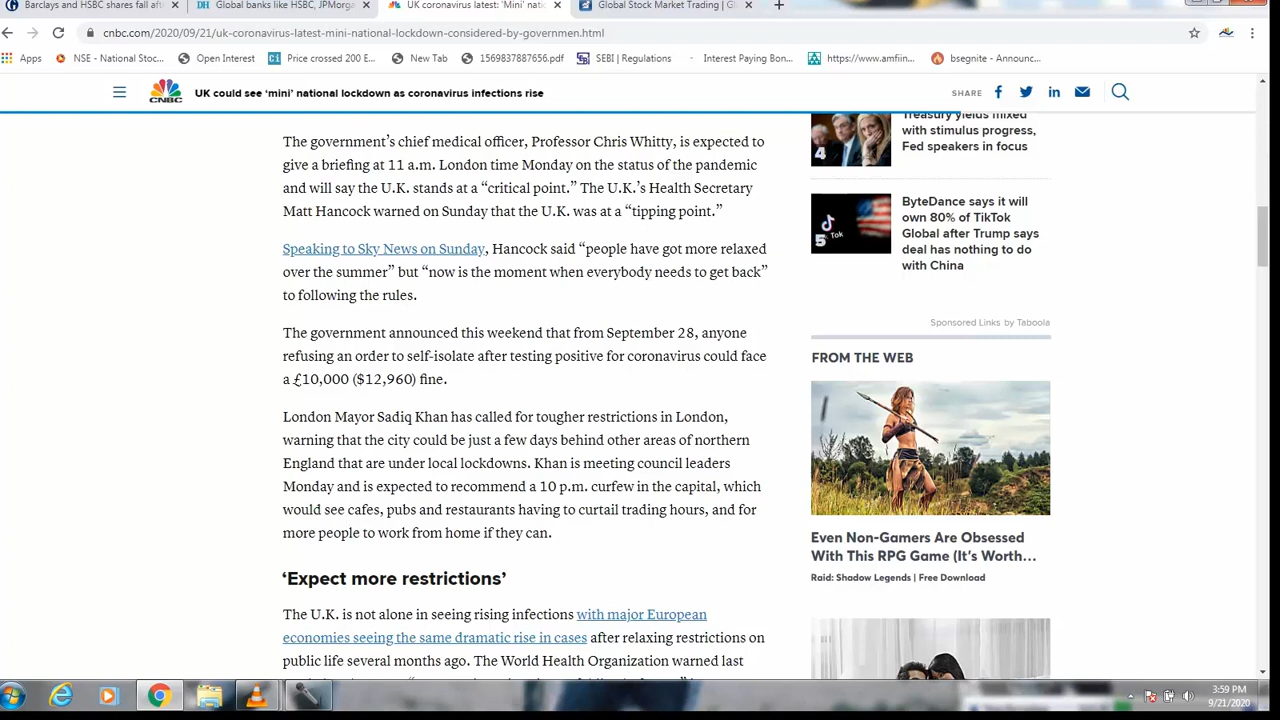 Barclays and HSBC shares fall afte
Global banks like HSBC, JPMorga
UK coronavirus latest: 'Mini' nati
Global Stock Market Trading | Gl
cnbc.com/2020/09/21/uk-coronavirus-latest-mini-national-lockdown-considered-by-governmen.html
Apps
NSE - National Stoc...
Open Interest
Price crossed 200 E...
New Tab
1569837887656.pdf
SEBI | Regulations
Interest Paying Bon...
https://www.amfiin...
bsegnite - Announc...
CNBC
UK could see ‘mini’ national lockdown as coronavirus infections rise
SHARE
The government’s chief medical officer, Professor Chris Whitty, is expected to
give a briefing at 11 a.m. London time Monday on the status of the pandemic
and will say the U.K. stands at a “critical point.” The U.K.’s Health Secretary
Matt Hancock warned on Sunday that the U.K. was at a “tipping point.”
Speaking to Sky News on Sunday, Hancock said “people have got more relaxed
over the summer” but “now is the moment when everybody needs to get back”
to following the rules.
The government announced this weekend that from September 28, anyone
refusing an order to self-isolate after testing positive for coronavirus could face
a £10,000 ($12,960) fine.
London Mayor Sadiq Khan has called for tougher restrictions in London,
warning that the city could be just a few days behind other areas of northern
England that are under local lockdowns. Khan is meeting council leaders
Monday and is expected to recommend a 10 p.m. curfew in the capital, which
would see cafes, pubs and restaurants having to curtail trading hours, and for
more people to work from home if they can.
‘Expect more restrictions’
The U.K. is not alone in seeing rising infections with major European
economies seeing the same dramatic rise in cases after relaxing restrictions on
public life several months ago. The World Health Organization warned last
4
Treasury yields mixed
with stimulus progress,
Fed speakers in focus
5
Tok
ByteDance says it will
own 80% of TikTok
Global after Trump says
deal has nothing to do
with China
Sponsored Links by Taboola
FROM THE WEB
Even Non-Gamers Are Obsessed
With This RPG Game (It’s Worth…
Raid: Shadow Legends | Free Download
3:59 PM
9/21/2020